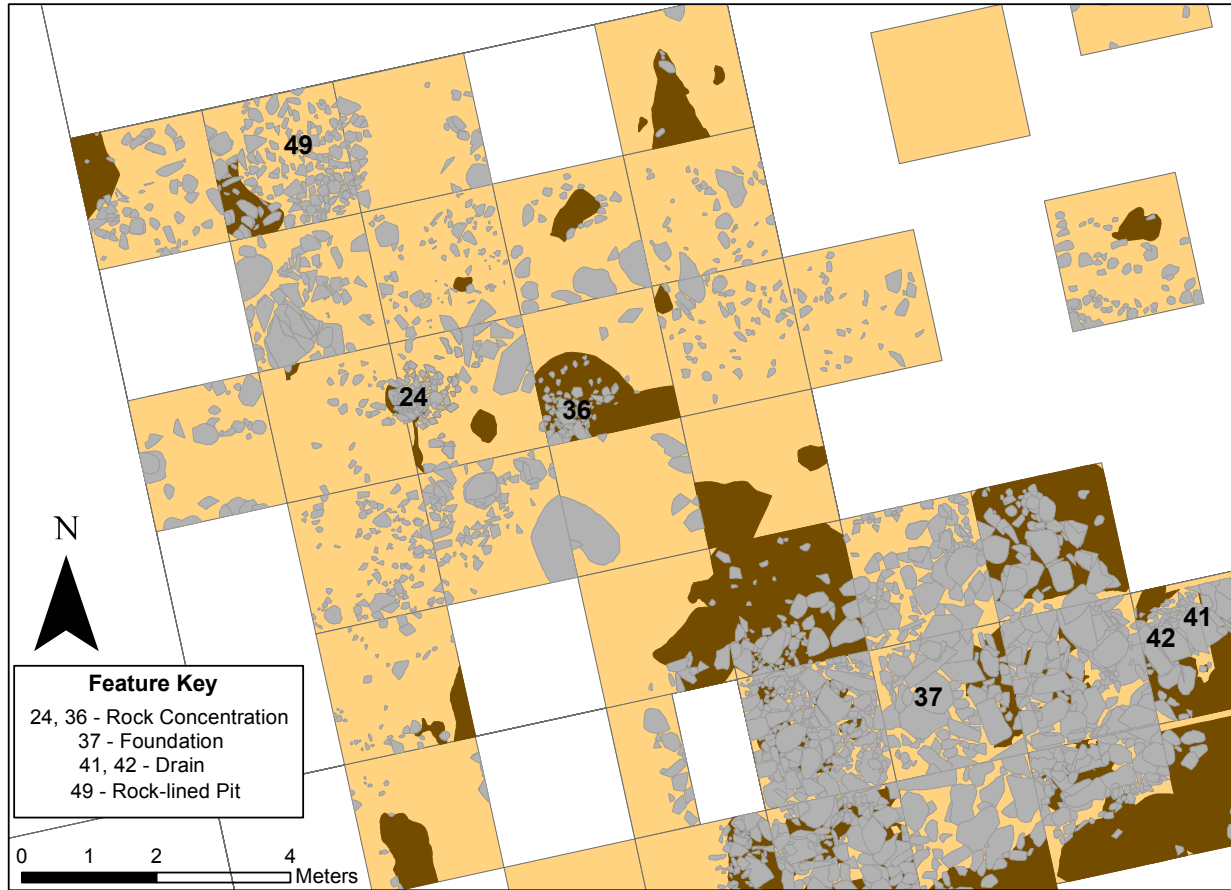 49
24
36
41
42
37
N
Feature Key
24, 36 - Rock Concentration
37 - Foundation
41, 42 - Drain
49 - Rock-lined Pit
0 1 2 4
Meters